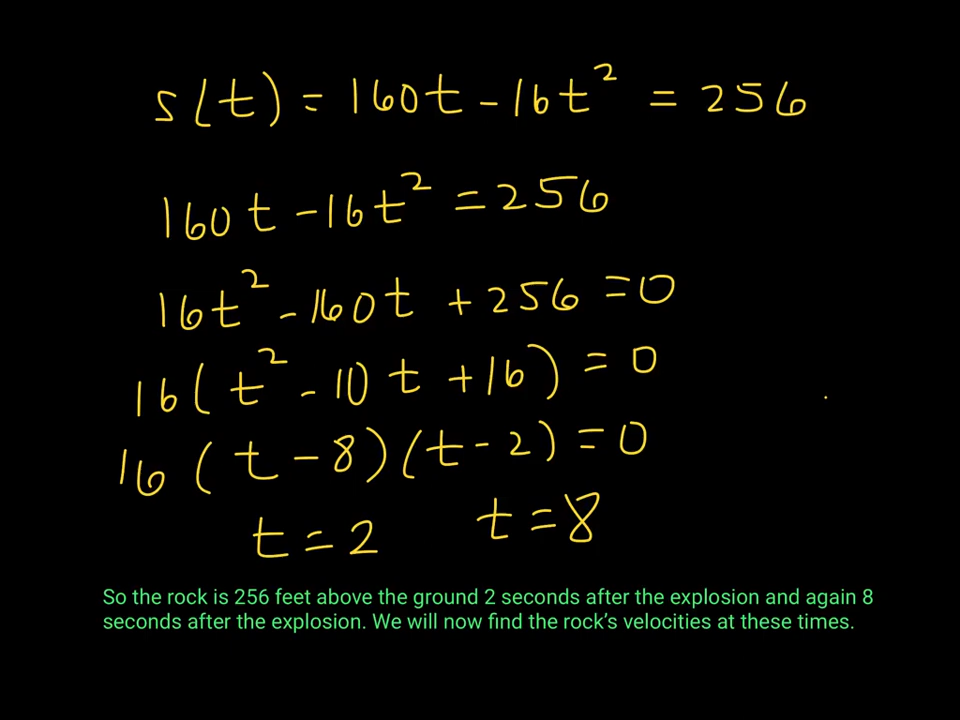 s(t) = 160t - 16t² = 256
160t - 16t² = 256
16t² - 160t + 256 = 0
16(t² - 10t + 16) = 0
16(t - 8)(t - 2) = 0
t = 2 t = 8
So the rock is 256 feet above the ground 2 seconds after the explosion and again 8
seconds after the explosion. We will now find the rock’s velocities at these times.